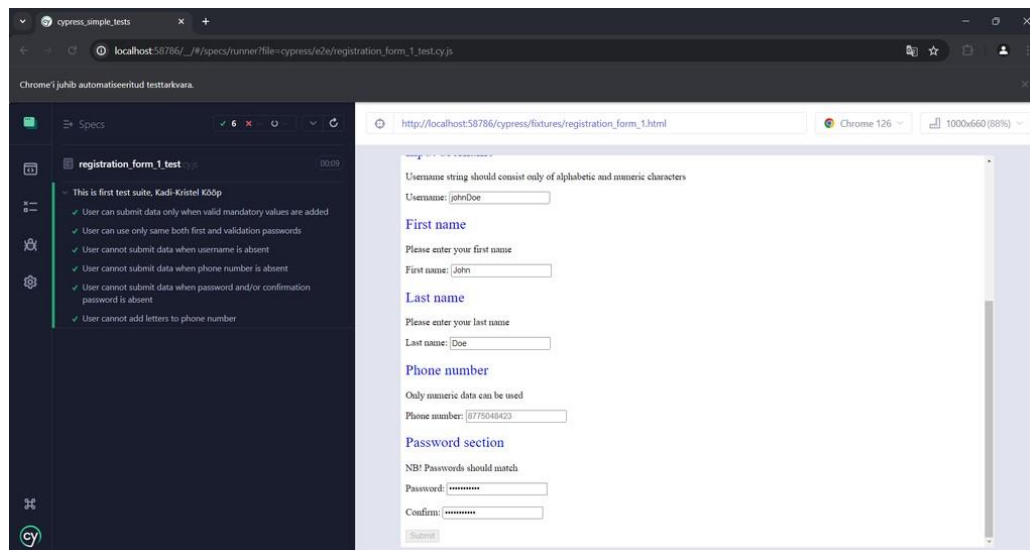 cypress_simple_tests
localhost:58786/__/#/specs/runner?file=cypress/e2e/registration_form_1_test.cy.js
Chrome'i juhib automatiseeritud testtarkvara.
Specs
6
registration_form_1_test.cy.js 00:09
This is first test suite, Kadi-Kristel Kööp
User can submit data only when valid mandatory values are added
User can use only same both first and validation passwords
User cannot submit data when username is absent
User cannot submit data when phone number is absent
User cannot submit data when password and/or confirmation
password is absent
User cannot add letters to phone number
cy
http://localhost:58786/cypress/fixtures/registration_form_1.html
Chrome 126
1000x660 (88%)
Username string should consist only of alphabetic and numeric characters
Username: johnDoe
First name
Please enter your first name
First name: John
Last name
Please enter your last name
Last name: Doe
Phone number
Only numeric data can be used
Phone number: 8775048423
Password section
NB! Passwords should match
Password:
Confirm:
Submit